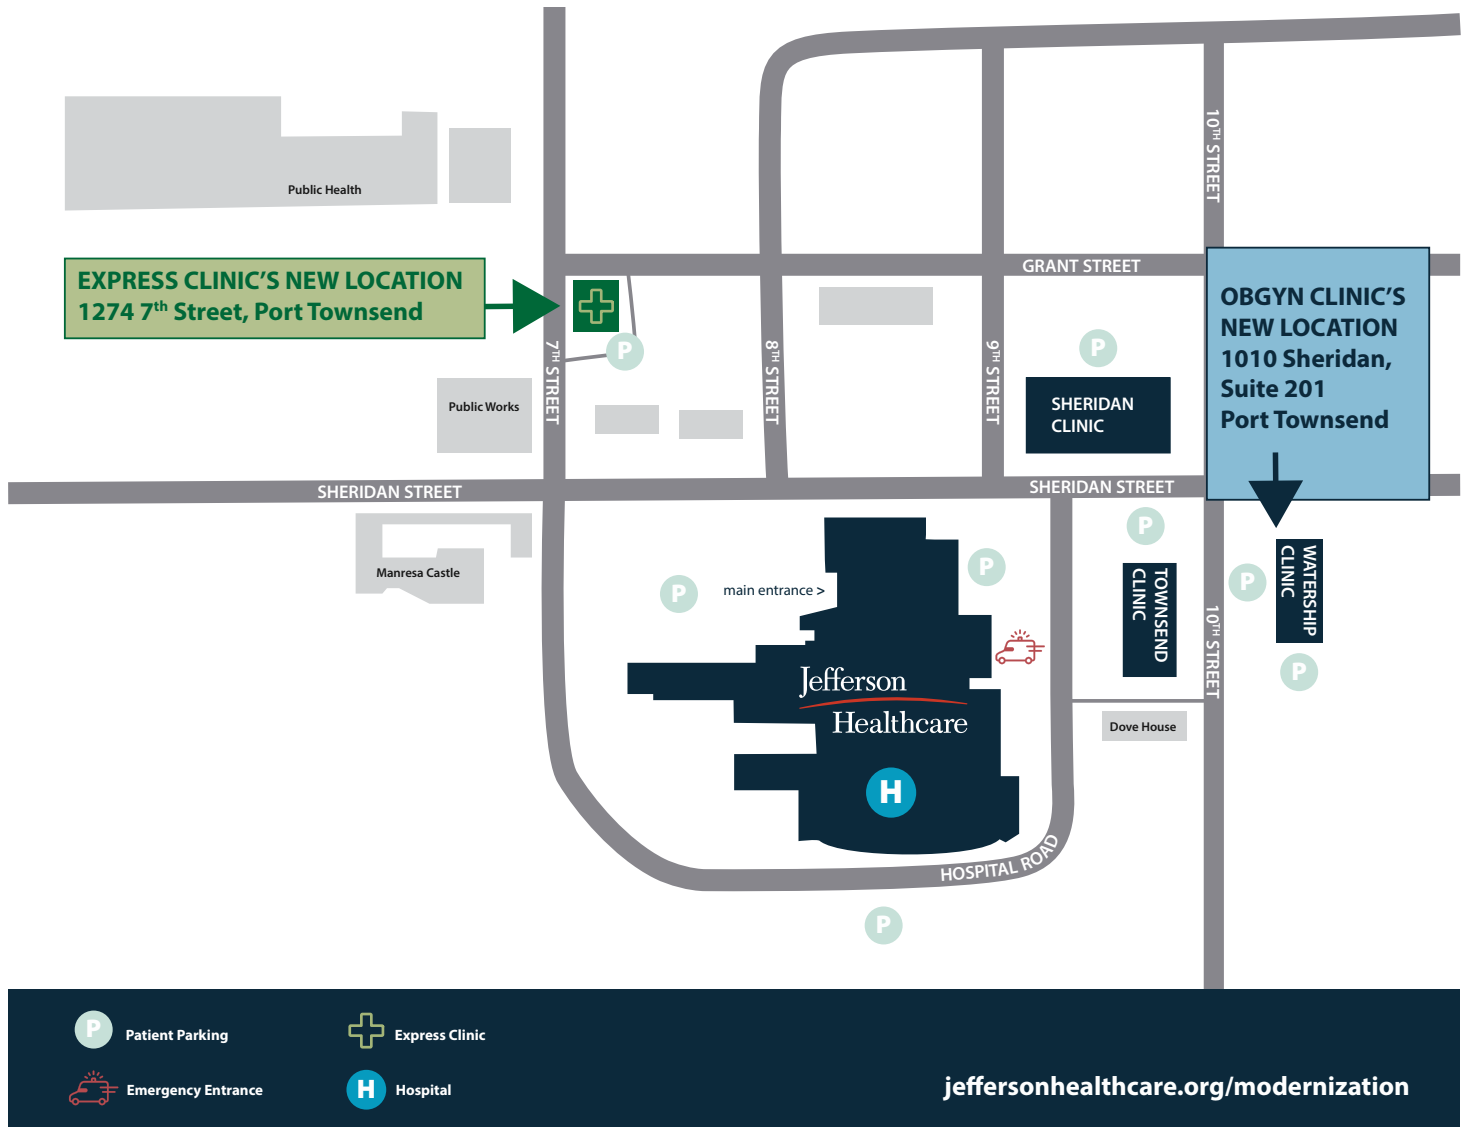 10TH STREET
Public Health
EXPRESS CLINIC’S NEW LOCATION
1274 7th Street, Port Townsend
GRANT STREET
OBGYN CLINIC’S
NEW LOCATION
1010 Sheridan,
Suite 201
Port Townsend
P
P
7TH STREET
8TH STREET
9TH STREET
Public Works
SHERIDAN
CLINIC
SHERIDAN STREET
SHERIDAN STREET
Manresa Castle
P
main entrance >
P
P
TOWNSEND
CLINIC
P
WATERSHIP
CLINIC
P
10TH STREET
Jefferson
Healthcare
Dove House
H
HOSPITAL ROAD
P
P
Patient Parking
Express Clinic
Emergency Entrance
H
Hospital
jeffersonhealthcare.org/modernization